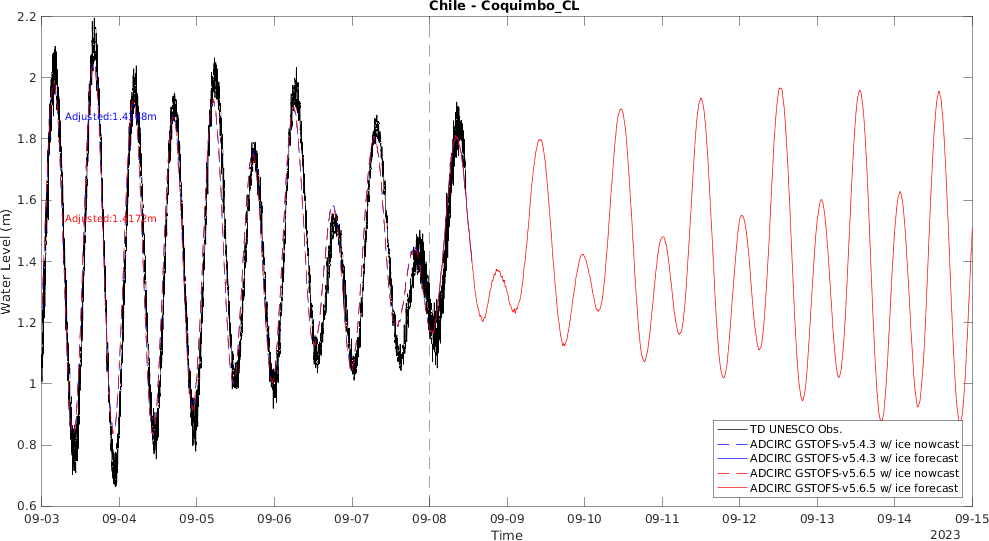 Chile - Coquimbo_CL
2.2
2
1.8
1.6
1.4
1.2
1
0.8
0.6
Water Level (m)
Adjusted:1.4172m
09-03
09-04
09-05
09-06
09-07
09-08
09-09
09-10
09-11
09-12
09-13
09-14
09-15
Time
2023
TD UNESCO Obs.
ADCIRC GSTOFS-v5.4.3 w/ ice nowcast
ADCIRC GSTOFS-v5.4.3 w/ ice forecast
ADCIRC GSTOFS-v5.6.5 w/ ice nowcast
ADCIRC GSTOFS-v5.6.5 w/ ice forecast